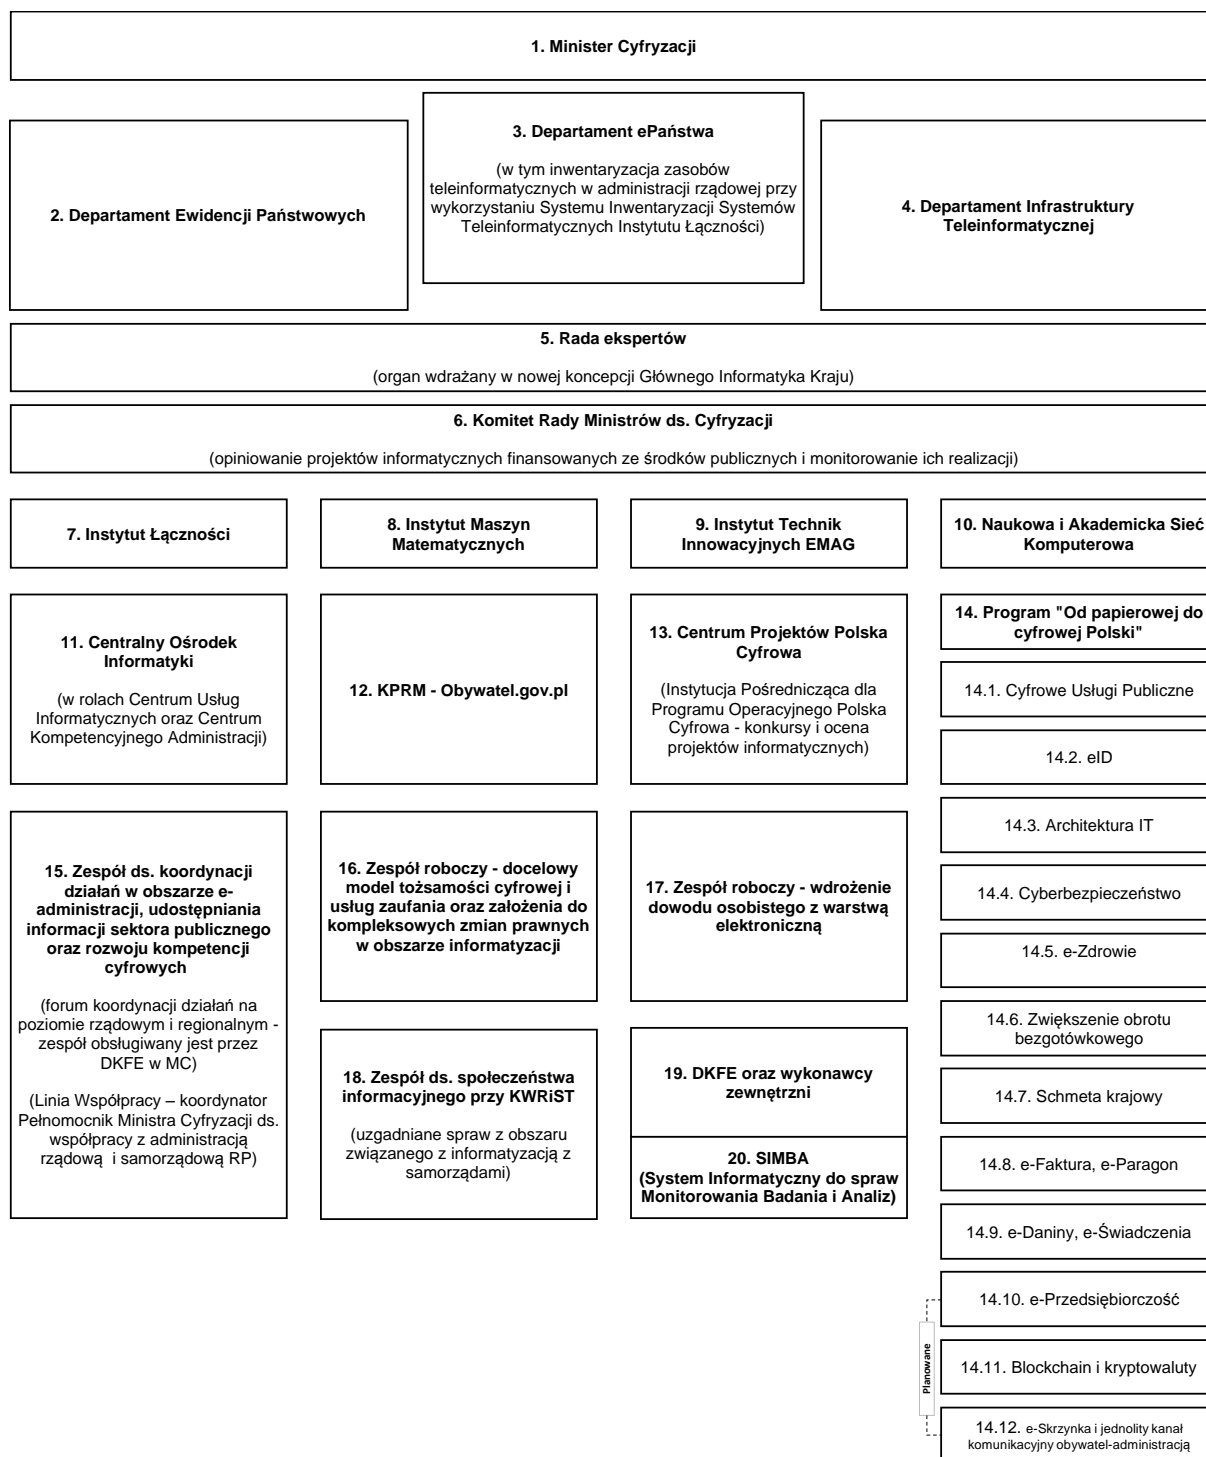 1. Minister Cyfryzacji
2. Departament Ewidencji Państwowych
3. Departament ePaństwa
(w tym inwentaryzacja zasobów
teleinformatycznych w administracji rządowej przy
wykorzystaniu Systemu Inwentaryzacji Systemów
Teleinformatycznych Instytutu Łączności)
4. Departament Infrastruktury
Teleinformatycznej
5. Rada ekspertów
(organ wdrażany w nowej koncepcji Głównego Informatyka Kraju)
6. Komitet Rady Ministrów ds. Cyfryzacji
(opiniowanie projektów informatycznych finansowanych ze środków publicznych i monitorowanie ich realizacji)
7. Instytut Łączności
8. Instytut Maszyn
Matematycznych
9. Instytut Technik
Innowacyjnych EMAG
10. Naukowa i Akademicka Sieć
Komputerowa
11. Centralny Ośrodek
Informatyki
(w rolach Centrum Usług
Informatycznych oraz Centrum
Kompetencyjnego Administracji)
12. KPRM - Obywatel.gov.pl
13. Centrum Projektów Polska
Cyfrowa
(Instytucja Pośrednicząca dla
Programu Operacyjnego Polska
Cyfrowa - konkursy i ocena
projektów informatycznych)
14. Program "Od papierowej do
cyfrowej Polski"
14.1. Cyfrowe Usługi Publiczne
14.2. eID
14.3. Architektura IT
14.4. Cyberbezpieczeństwo
14.5. e-Zdrowie
14.6. Zwiększenie obrotu
bezgotówkowego
14.7. Schmeta krajowy
14.8. e-Faktura, e-Paragon
14.9. e-Daniny, e-Świadczenia
14.10. e-Przedsiębiorczość
14.11. Blockchain i kryptowaluty
14.12. e-Skrzynka i jednolity kanał
komunikacyjny obywatel-administracją
Planowane
15. Zespół ds. koordynacji
działań w obszarze e-
administracji, udostępniania
informacji sektora publicznego
oraz rozwoju kompetencji
cyfrowych
(forum koordynacji działań na
poziomie rządowym i regionalnym -
zespół obsługiwany jest przez
DKFE w MC)
(Linia Współpracy – koordynator
Pełnomocnik Ministra Cyfryzacji ds.
współpracy z administracją
rządową i samorządową RP)
16. Zespół roboczy - docelowy
model tożsamości cyfrowej i
usług zaufania oraz założenia do
kompleksowych zmian prawnych
w obszarze informatyzacji
17. Zespół roboczy - wdrożenie
dowodu osobistego z warstwą
elektroniczną
18. Zespół ds. społeczeństwa
informacyjnego przy KWRiST
(uzgadniane spraw z obszaru
związanego z informatyzacją z
samorządami)
19. DKFE oraz wykonawcy
zewnętrzni
20. SIMBA
(System Informatyczny do spraw
Monitorowania Badania i Analiz)